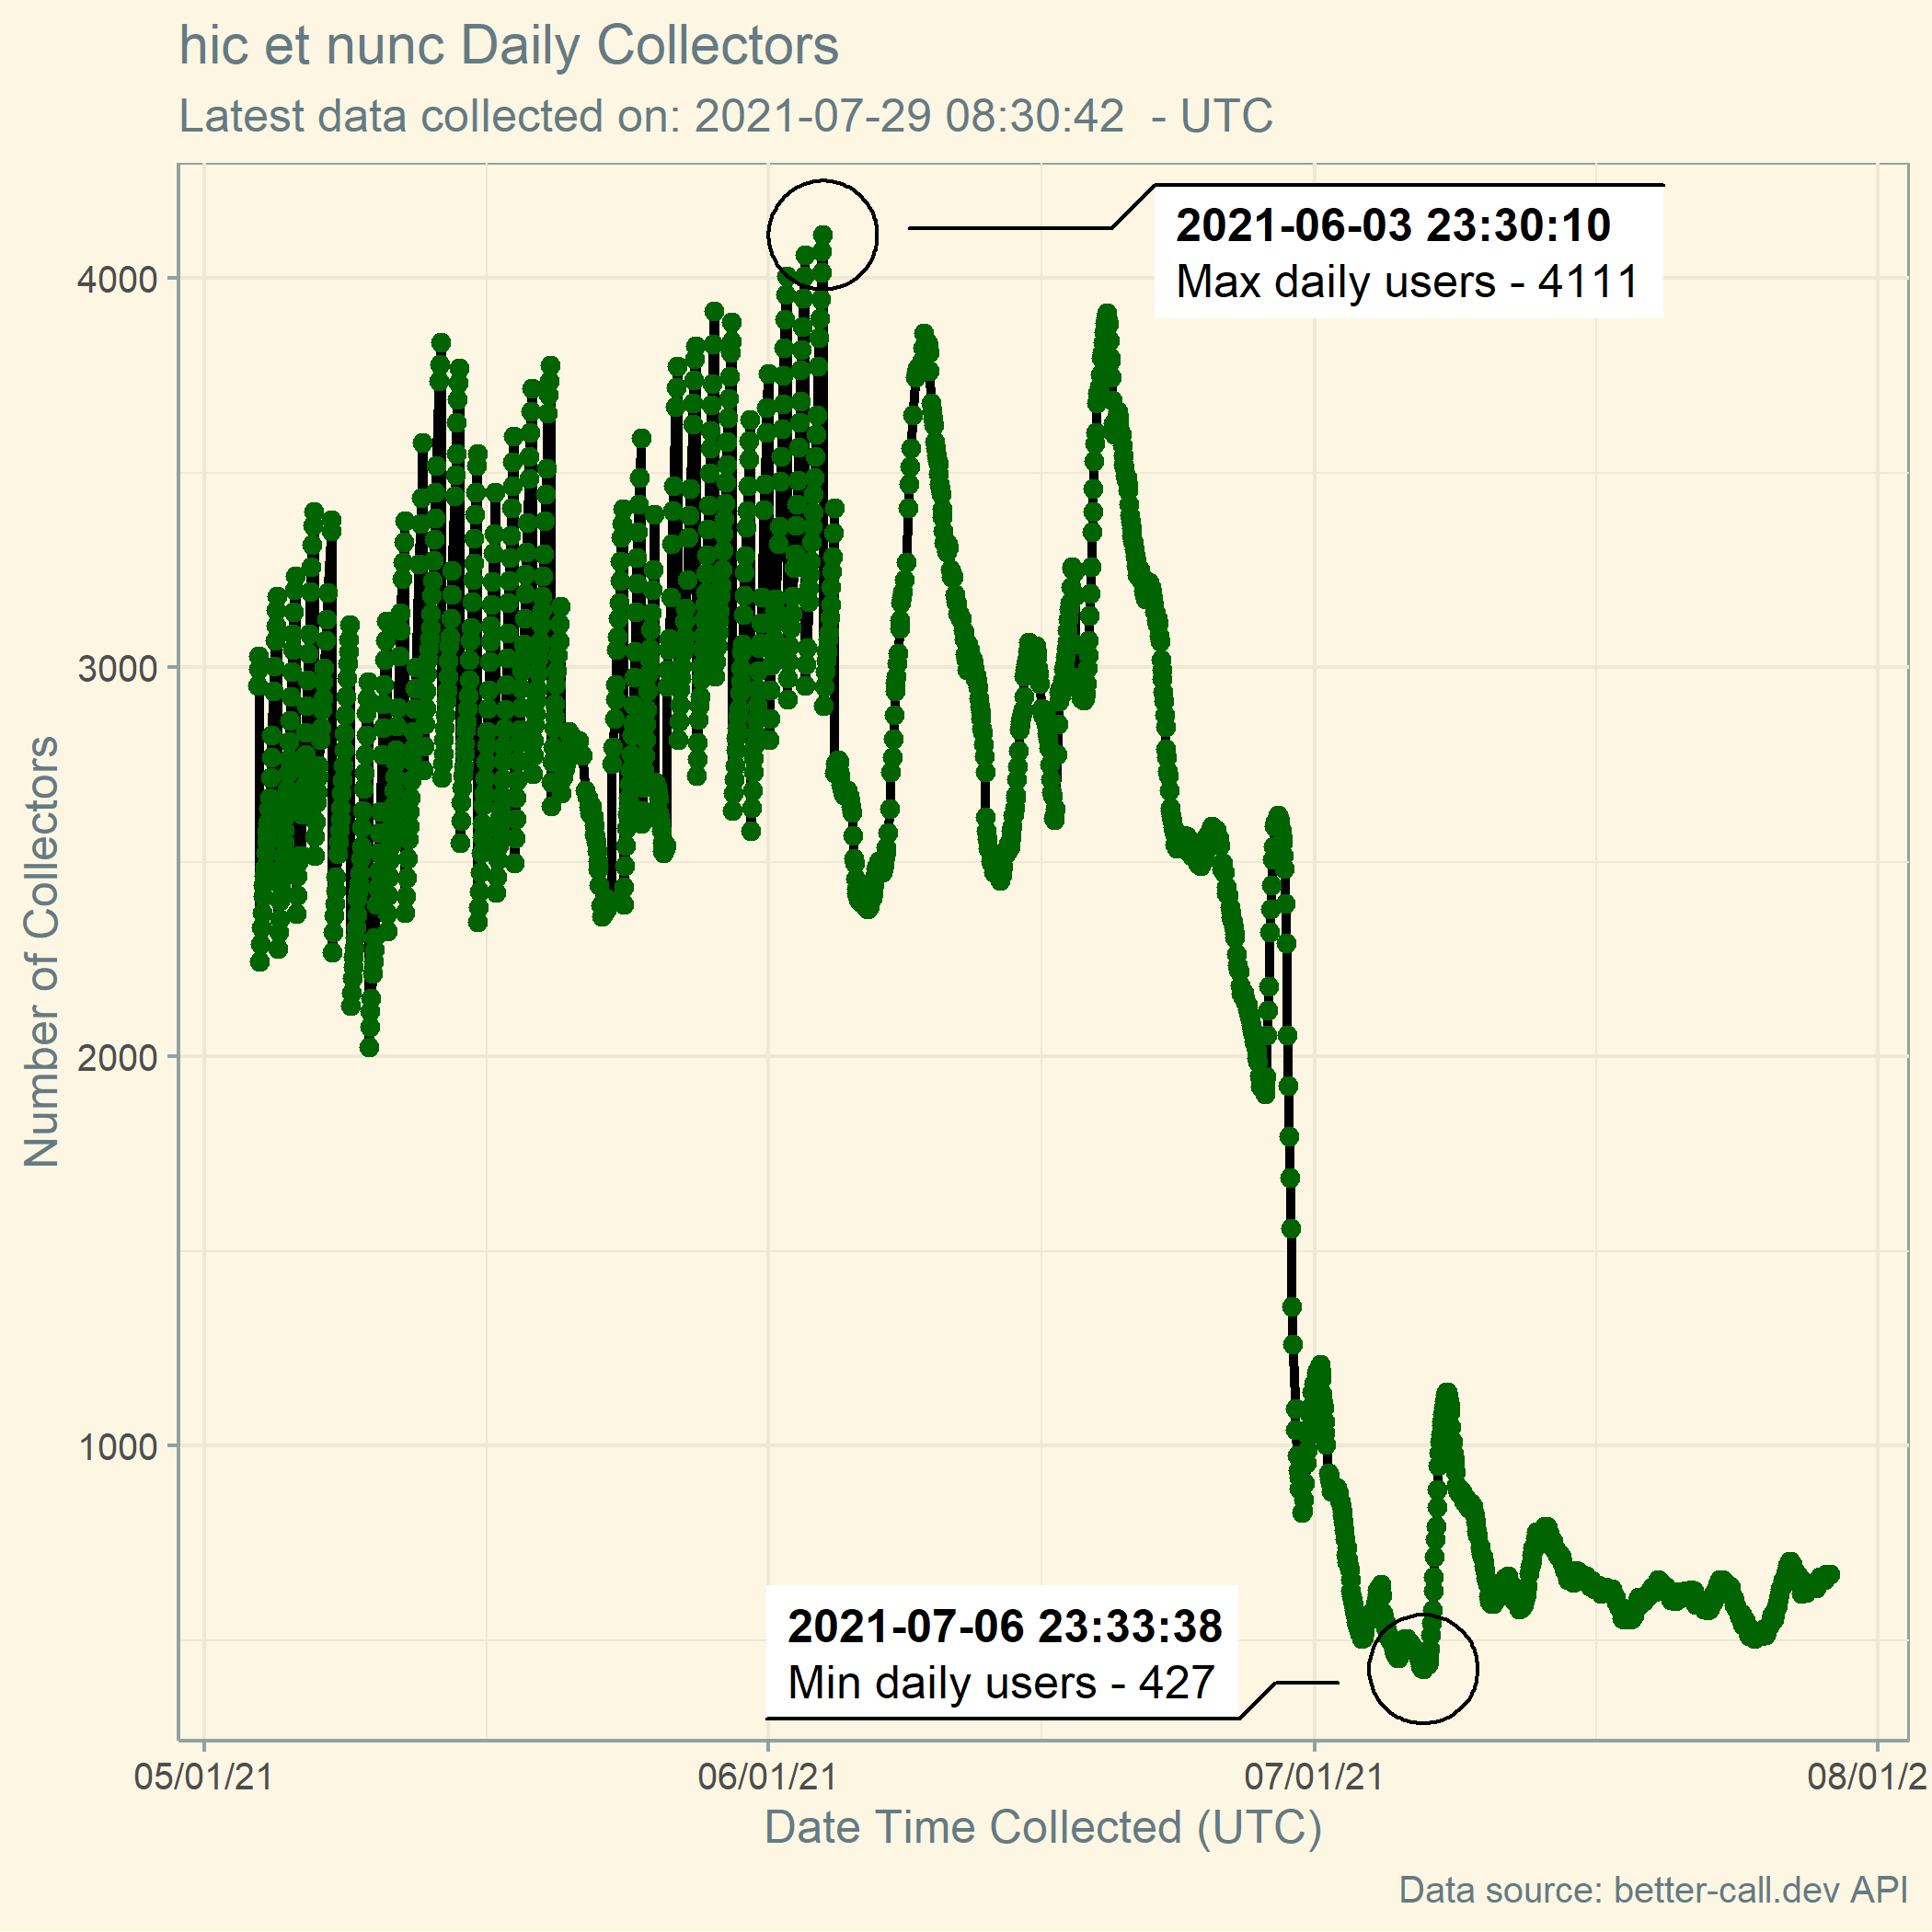 hic et nunc Daily Collectors
Latest data collected on: 2021-07-29 08:30:42  - UTC
2021-06-03 23:30:10
Max daily users - 4111
4000
3000
2000
1000
Number of Collectors
2021-07-06 23:33:38
Min daily users - 427
05/01/21
06/01/21
07/01/21
08/01/2
Date Time Collected (UTC)
Data source: better-call.dev API